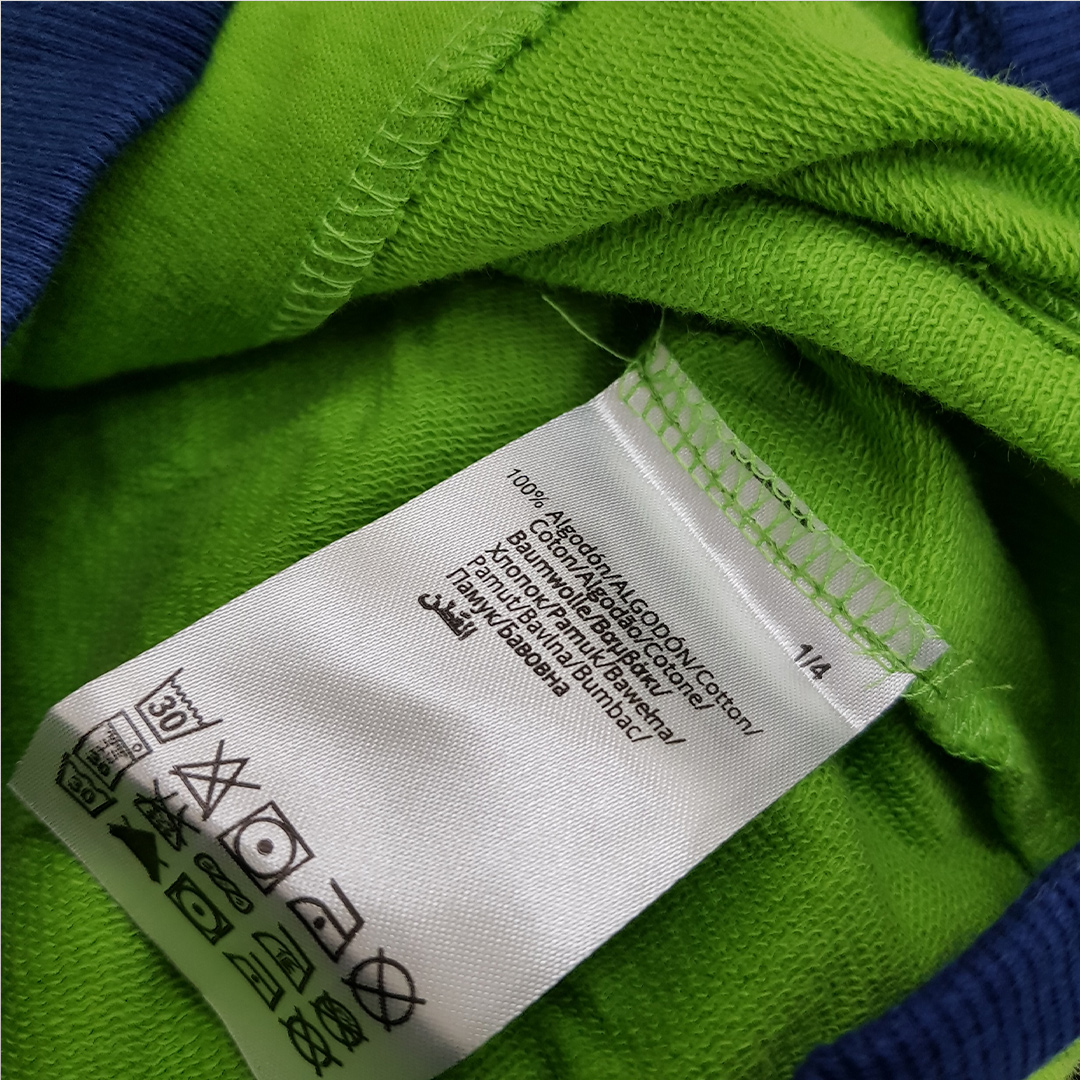 1/4
100% Algodón/ALGODÓN/Cotton/
Coton/Algodão/Cotone/
Baumwolle/Βαμβάκι/
Хлопок/Pamuk/Bawełna/
Pamut/Bavlna/Bumbac/
Памук/Бавовна
القطن
30
30